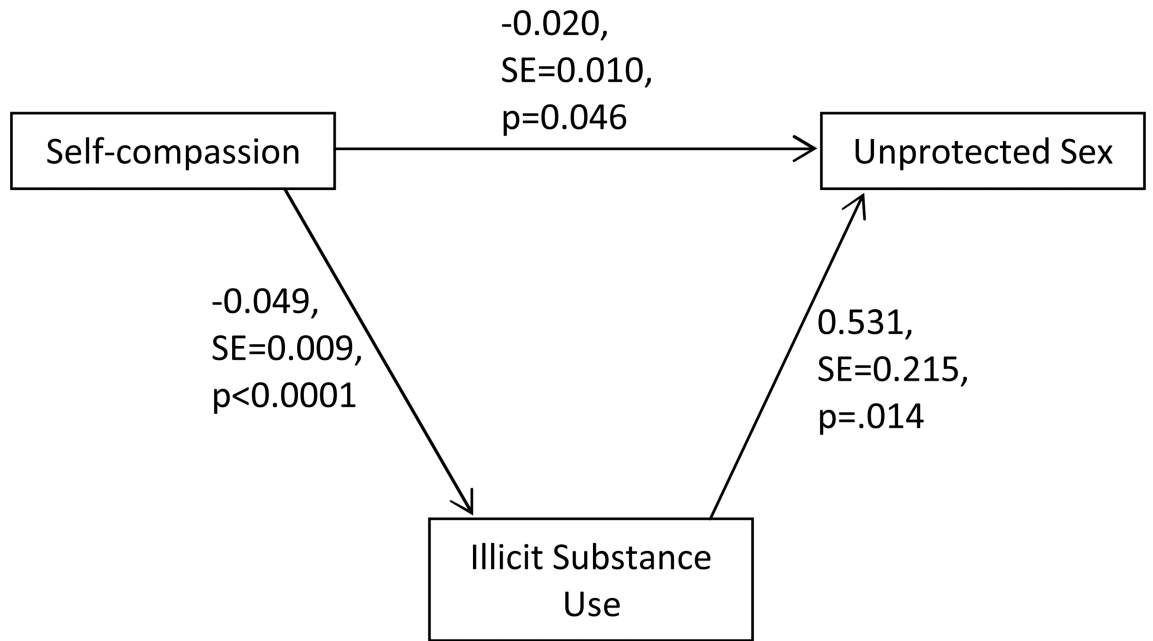 -0.020,
SE=0.010,
p=0.046
Self-compassion
Unprotected Sex
-0.049,
SE=0.009,
p<0.0001
0.531,
SE=0.215,
p=.014
Illicit Substance
Use